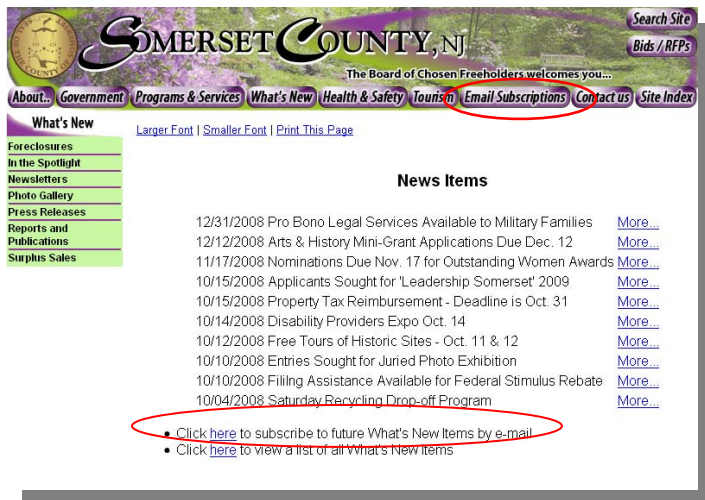 SOMERSET COUNTY, NJ
Search Site
Bids / RFPs
The Board of Chosen Freeholders welcomes you...
About.. Government Programs & Services What's New Health & Safety Tourism Email Subscriptions Contact us Site Index
What's New
Foreclosures
In the Spotlight
Newsletters
Photo Gallery
Press Releases
Reports and
Publications
Surplus Sales
Larger Font | Smaller Font | Print This Page
News Items
12/31/2008 Pro Bono Legal Services Available to Military Families More...
12/12/2008 Arts & History Mini-Grant Applications Due Dec. 12 More...
11/17/2008 Nominations Due Nov. 17 for Outstanding Women Awards More...
10/15/2008 Applicants Sought for 'Leadership Somerset' 2009 More...
10/15/2008 Property Tax Reimbursement - Deadline is Oct. 31 More...
10/14/2008 Disability Providers Expo Oct. 14 More...
10/12/2008 Free Tours of Historic Sites - Oct. 11 & 12 More...
10/10/2008 Entries Sought for Juried Photo Exhibition More...
10/10/2008 Fililng Assistance Available for Federal Stimulus Rebate More...
10/04/2008 Saturday Recycling Drop-off Program More...
• Click here to subscribe to future What's New Items by e-mail
• Click here to view a list of all What's New Items